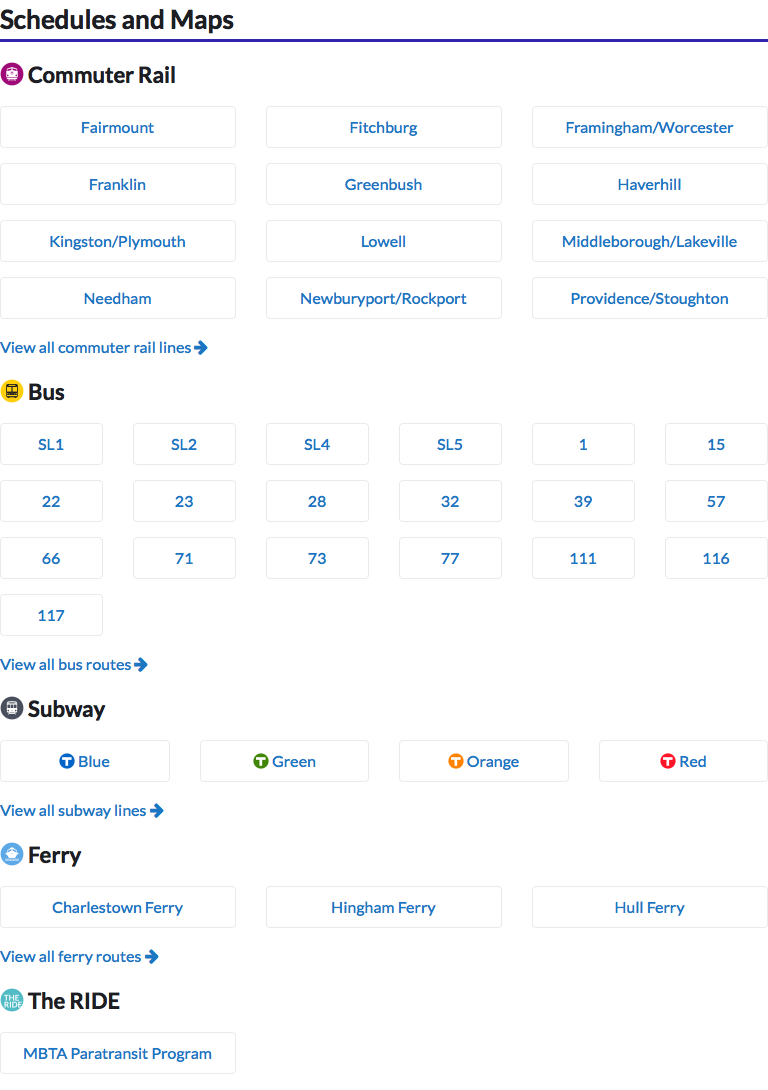 Schedules and Maps
Commuter Rail
Fairmount Fitchburg Framingham/Worcester
Franklin Greenbush Haverhill
Kingston/Plymouth Lowell Middleborough/Lakeville
Needham Newburyport/Rockport Providence/Stoughton
View all commuter rail lines
Bus
SL1 SL2 SL4 SL5 1 15
22 23 28 32 39 57
66 71 73 77 111 116
117
View all bus routes
Subway
T Blue T Green T Orange T Red
View all subway lines
Ferry
Charlestown Ferry Hingham Ferry Hull Ferry
View all ferry routes
THE RIDE The RIDE
MBTA Paratransit Program